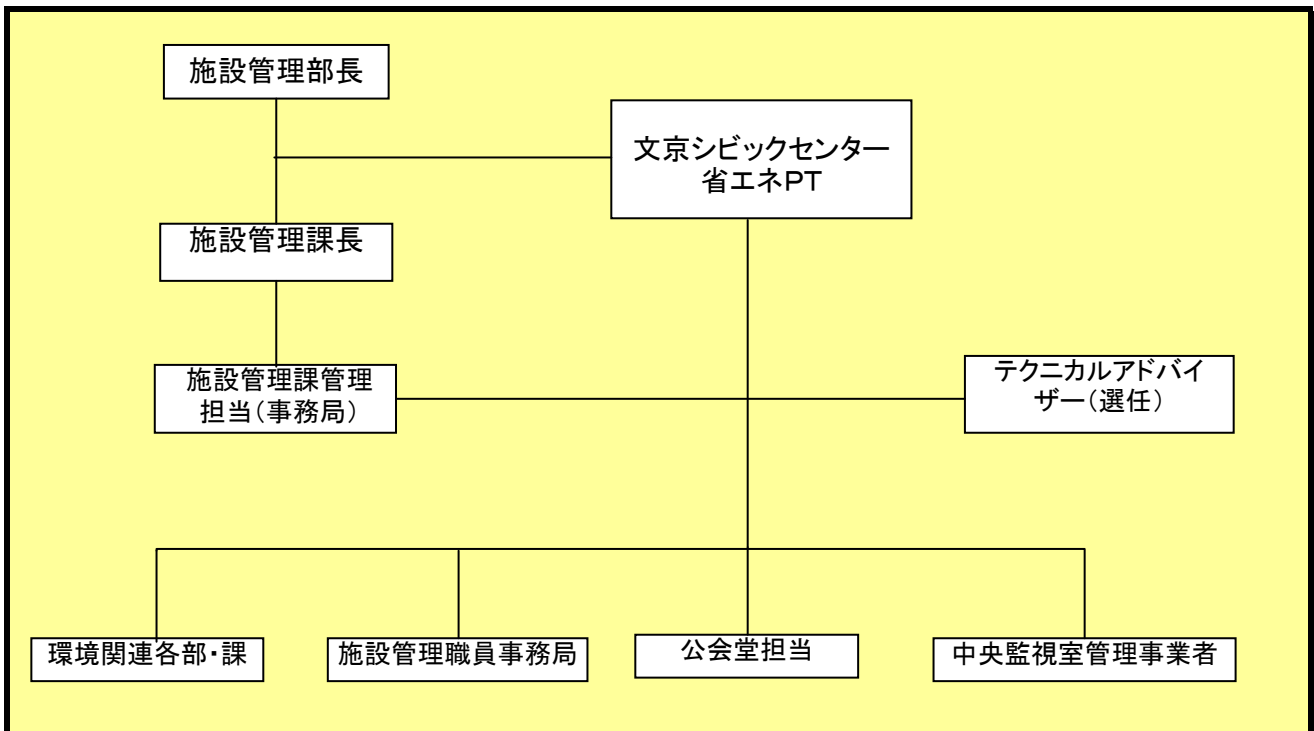 施設管理部長
文京シビックセンター
省エネPT
施設管理課長
施設管理課管理
担当(事務局)
テクニカルアドバイ
ザー(選任)
環境関連各部・課
施設管理職員事務局
公会堂担当
中央監視室管理事業者